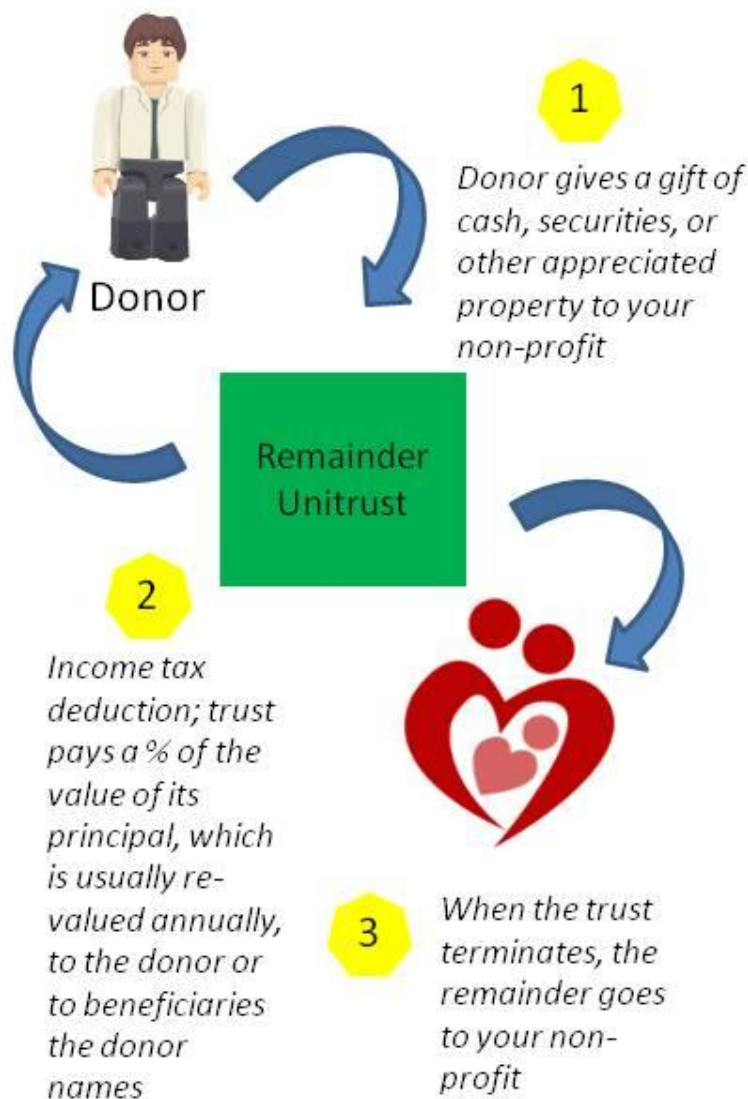 Donor
1
Donor gives a gift of
cash, securities, or
other appreciated
property to your
non-profit
Remainder
Unitrust
2
Income tax
deduction; trust
pays a % of the
value of its
principal, which
is usually re-
valued annually,
to the donor or
to beneficiaries
the donor
names
3
When the trust
terminates, the
remainder goes
to your non-
profit